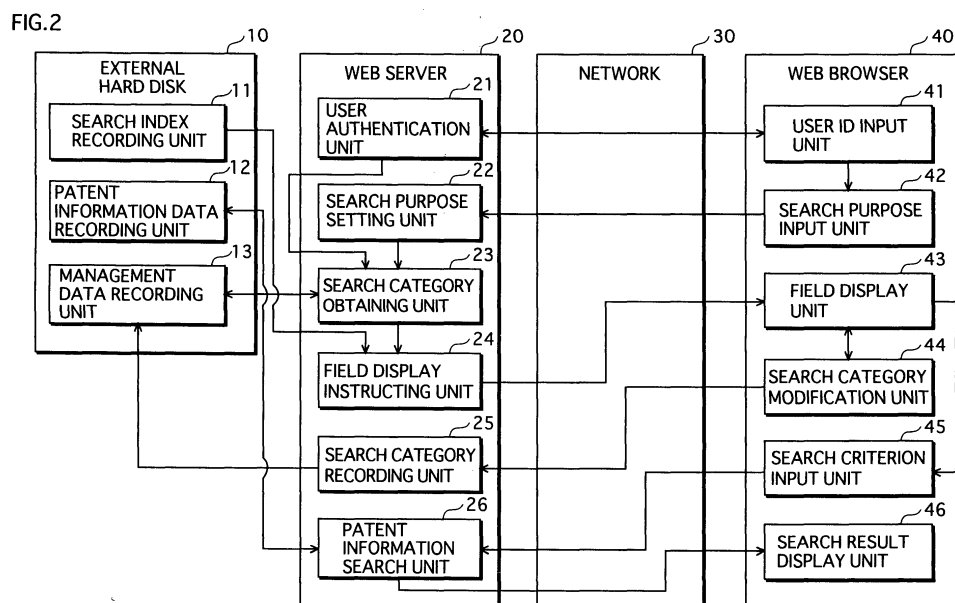 FIG.2
10
20
30
40
EXTERNAL
HARD DISK
11
SEARCH INDEX
RECORDING UNIT
12
PATENT
INFORMATION DATA
RECORDING UNIT
13
MANAGEMENT
DATA RECORDING
UNIT
WEB SERVER
21
USER
AUTHENTICATION
UNIT
22
SEARCH PURPOSE
SETTING UNIT
23
SEARCH CATEGORY
OBTAINING UNIT
24
FIELD DISPLAY
INSTRUCTING UNIT
25
SEARCH CATEGORY
RECORDING UNIT
26
PATENT
INFORMATION
SEARCH UNIT
NETWORK
WEB BROWSER
41
USER ID INPUT
UNIT
42
SEARCH PURPOSE
INPUT UNIT
43
FIELD DISPLAY
UNIT
44
SEARCH CATEGORY
MODIFICATION UNIT
45
SEARCH CRITERION
INPUT UNIT
46
SEARCH RESULT
DISPLAY UNIT